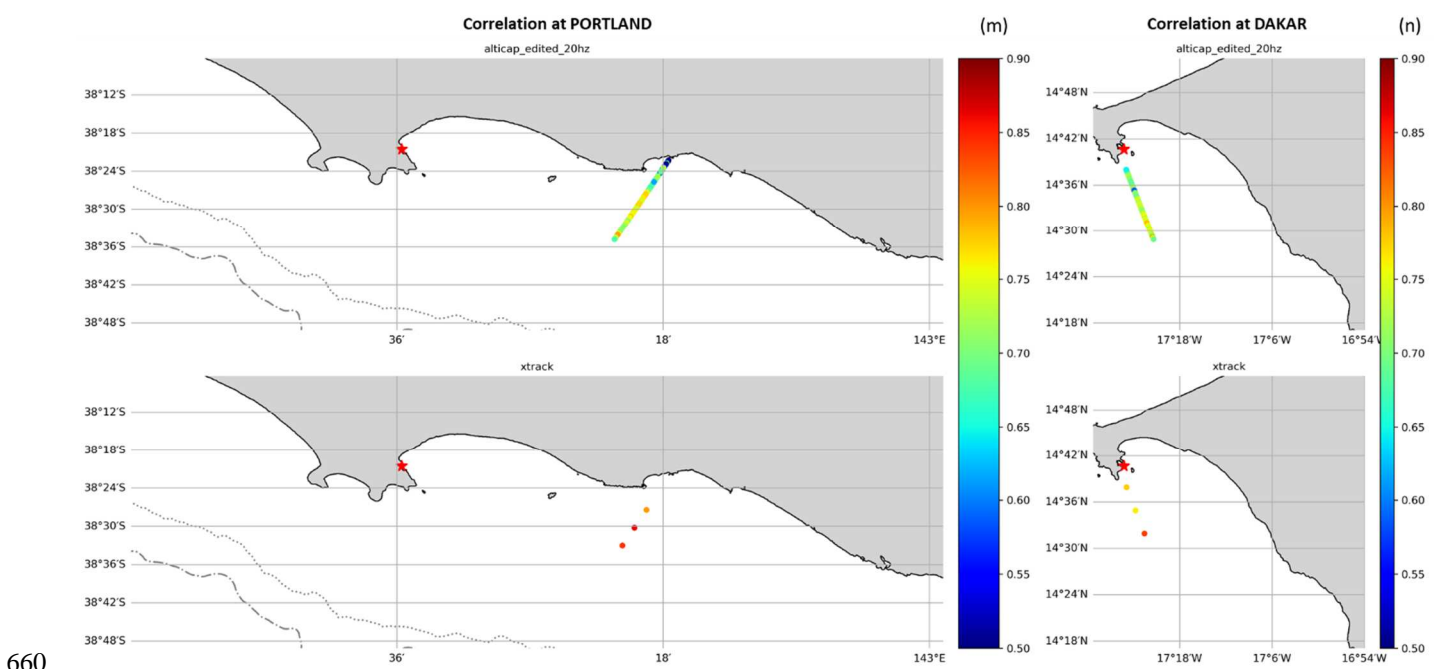 Correlation at PORTLAND
(m)
Correlation at DAKAR
(n)
alticap_edited_20hz
alticap_edited_20hz
38°12'S
38°18'S
38°24'S
38°30'S
38°36'S
38°42'S
38°48'S
36'
18'
143°E
0.90
0.85
0.80
0.75
0.70
0.65
0.60
0.55
0.50
14°48'N
14°42'N
14°36'N
14°30'N
14°24'N
14°18'N
17°18'W
17°6'W
16°54'W
0.90
0.85
0.80
0.75
0.70
0.65
0.60
0.55
0.50
xtrack
xtrack
38°12'S
38°18'S
38°24'S
38°30'S
38°36'S
38°42'S
38°48'S
36'
18'
143°E
14°48'N
14°42'N
14°36'N
14°30'N
14°24'N
14°18'N
17°18'W
17°6'W
16°54'W
660